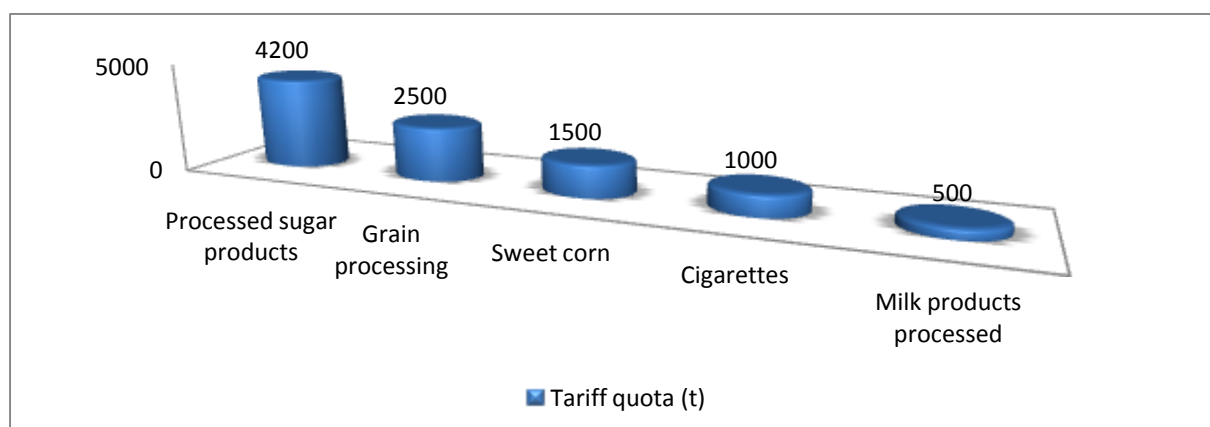 5000
0
4200
2500
1500
1000
500
Processed sugar
products
Grain
processing
Sweet corn
Cigarettes
Milk products
processed
Tariff quota (t)